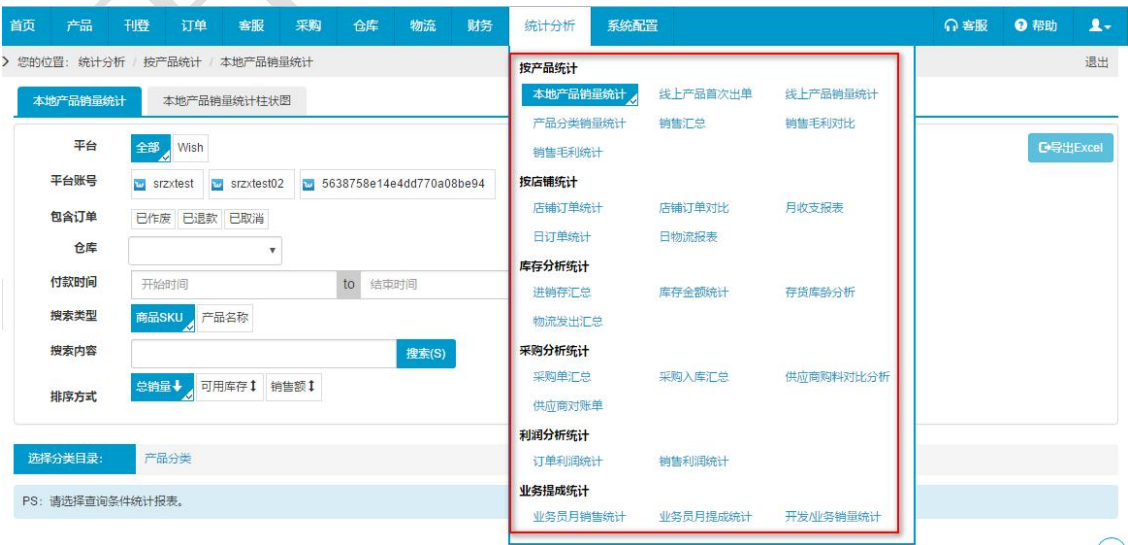 首页 产品 刊登 订单 客服 采购 仓库 物流 财务 统计分析 系统配置 客服 帮助
您的位置: 统计分析 / 按产品统计 / 本地产品销量统计 退出
本地产品销量统计 本地产品销量统计柱状图
平台 全部 Wish 导出Excel
平台账号 srzxtest srzxtest02 5638758e14e4dd770a08be94
包含订单 已作废 已退款 已取消
仓库
付款时间 开始时间 to 结束时间
搜索类型 商品SKU 产品名称
搜索内容 搜索(S)
排序方式 总销量 可用库存 销售额
选择分类目录: 产品分类
PS: 请选择查询条件统计报表。
按产品统计
本地产品销量统计 线上产品首次出单 线上产品销量统计
产品分类销量统计 销售汇总 销售毛利对比
销售毛利统计
按店铺统计
店铺订单统计 店铺订单对比 月收支报表
日订单统计 日物流报表
库存分析统计
进销存汇总 库存金额统计 存货库龄分析
物流发出汇总
采购分析统计
采购单汇总 采购入库汇总 供应商购料对比分析
供应商对账单
利润分析统计
订单利润统计 销售利润统计
业务提成统计
业务员月销售统计 业务员月提成统计 开发/业务销量统计